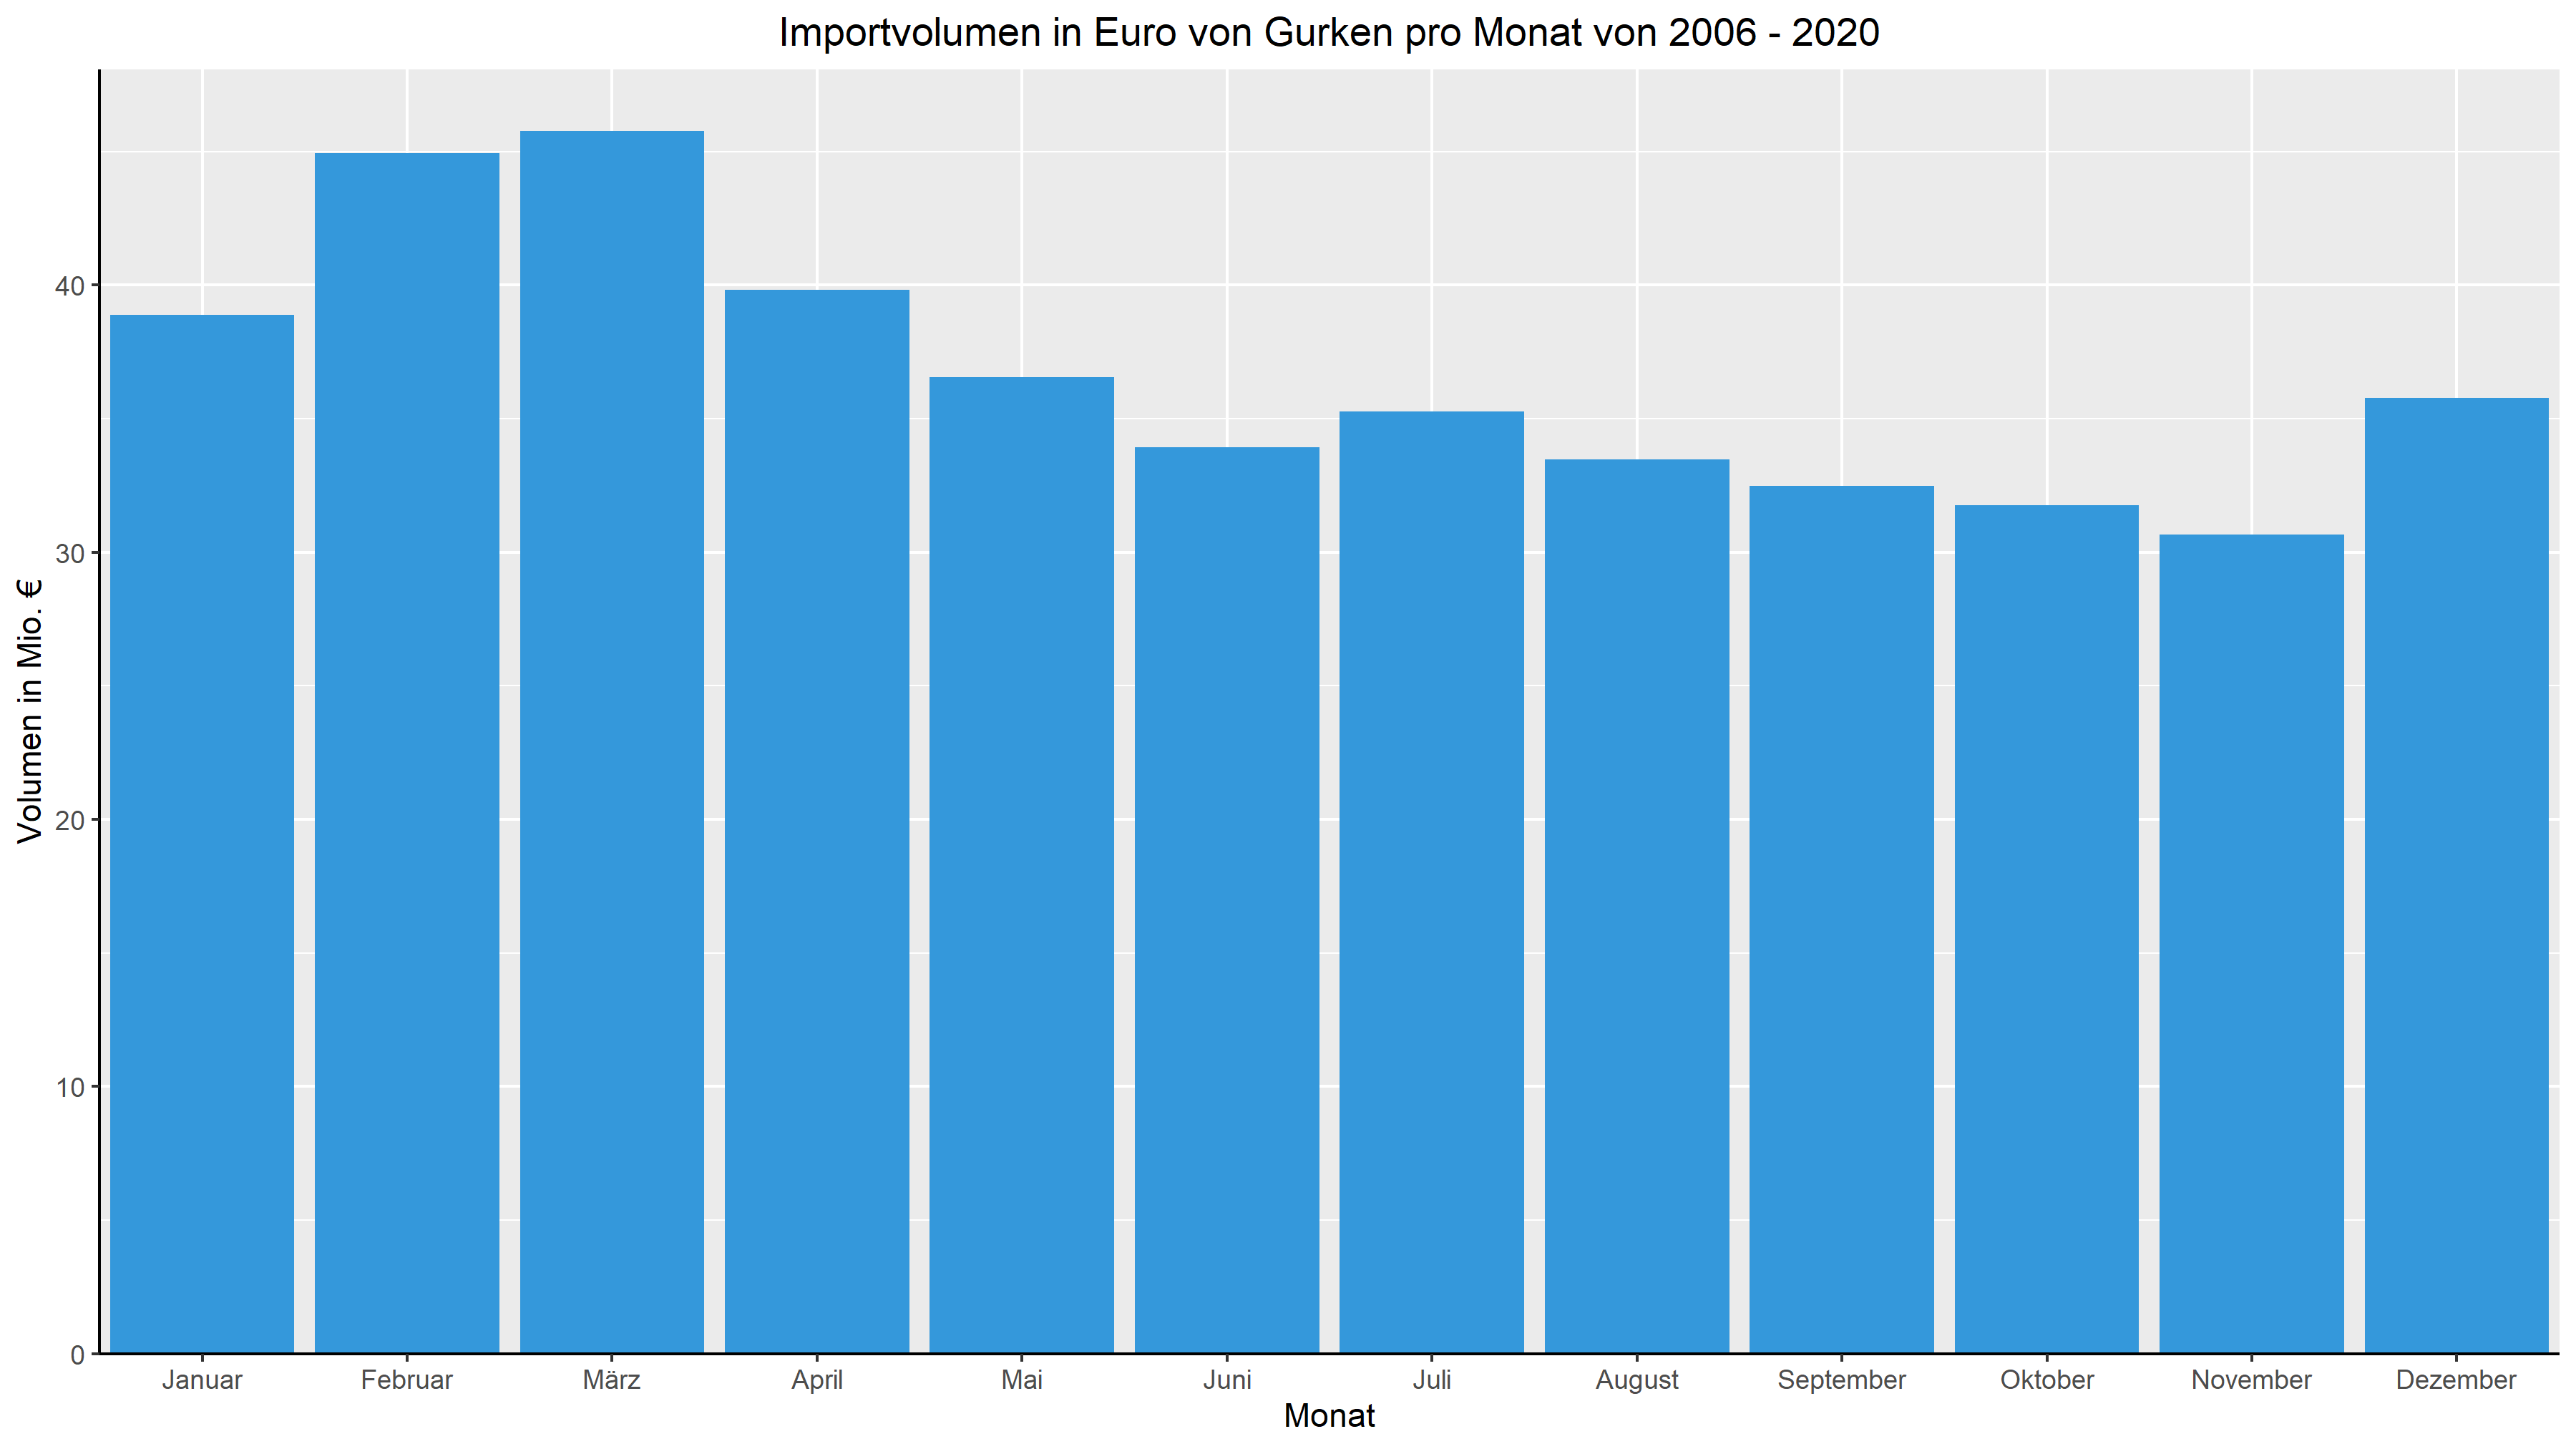 Importvolumen in Euro von Gurken pro Monat von 2006 - 2020
Volumen in Mio. €
40
30
20
10
0
Januar Februar März April Mai Juni Juli August September Oktober November Dezember
Monat